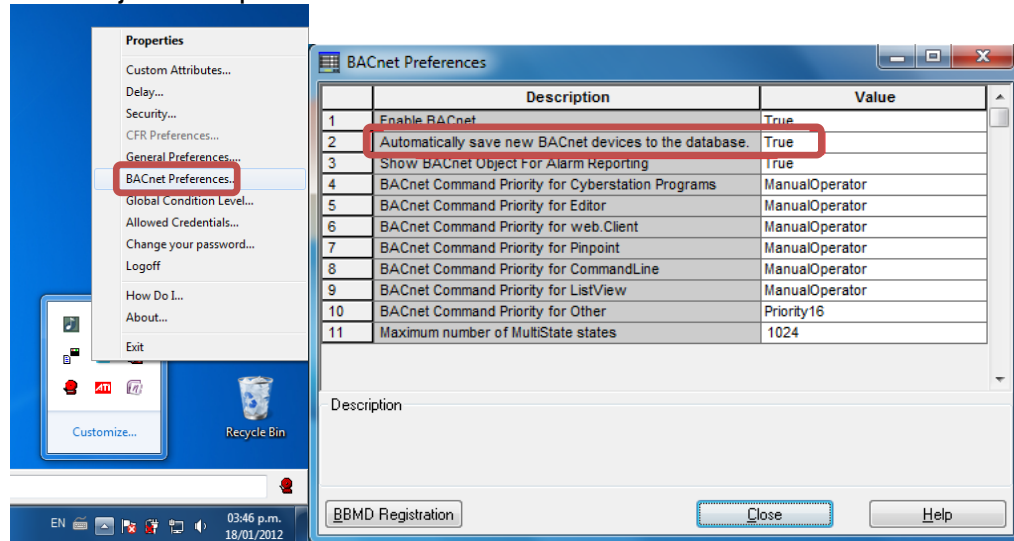 Properties
Custom Attributes...
Delay...
Security...
CFR Preferences...
General Preferences....
BACnet Preferences..
Global Condition Level...
Allowed Credentials...
Change your password...
Logoff
How Do I...
About...
Exit
ATI
Customize...
Recycle Bin
EN
03:46 p.m.
18/01/2012
BACnet Preferences
Description Value
1 Enable BACnet True
2 Automatically save new BACnet devices to the database. True
3 Show BACnet Object For Alarm Reporting True
4 BACnet Command Priority for Cyberstation Programs ManualOperator
5 BACnet Command Priority for Editor ManualOperator
6 BACnet Command Priority for web.Client ManualOperator
7 BACnet Command Priority for Pinpoint ManualOperator
8 BACnet Command Priority for CommandLine ManualOperator
9 BACnet Command Priority for ListView ManualOperator
10 BACnet Command Priority for Other Priority16
11 Maximum number of MultiState states 1024
Description
BBMD Registration Close Help